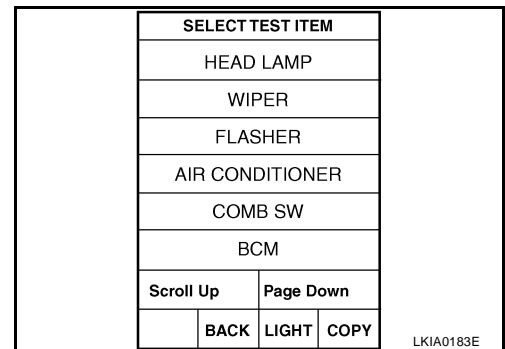 SELECT TEST ITEM
HEAD LAMP
WIPER
FLASHER
AIR CONDITIONER
COMB SW
BCM
Scroll Up Page Down
BACK LIGHT COPY
LKIA0183E